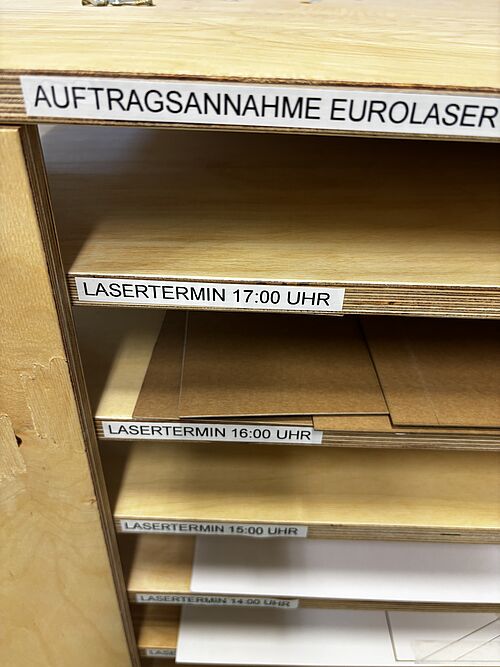 AUFTRAGSANNAHME EUROLASER
LASERTERMIN 17:00 UHR
LASERTERMIN 16:00 UHR
LASERTERMIN 15:00 UHR
LASERTERMIN 14:00 UHR